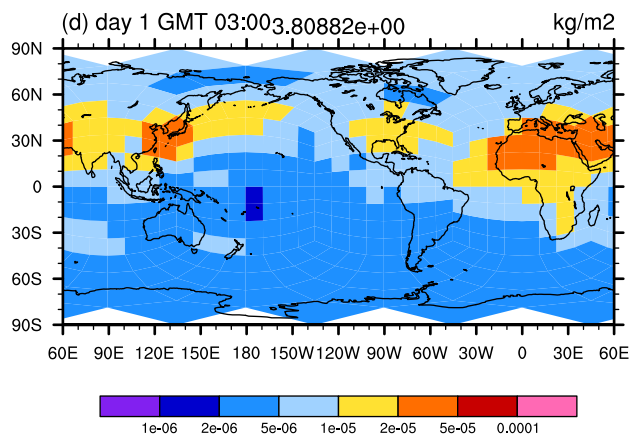 (d) day 1 GMT 03:00 3.80882e+00 kg/m2
90N
60N
30N
0
30S
60S
90S
60E 90E 120E 150E 180 150W 120W 90W 60W 30W 0 30E 60E
1e-06 2e-06 5e-06 1e-05 2e-05 5e-05 0.0001